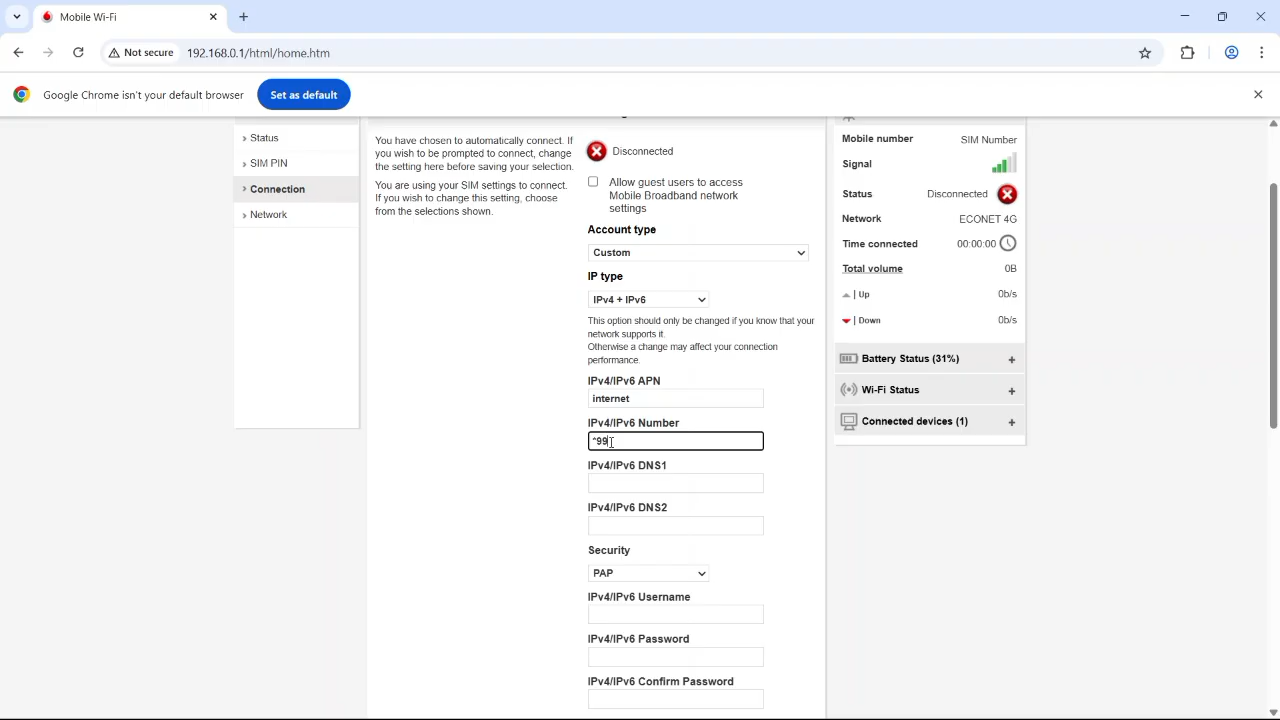 Mobile Wi-Fi
Not secure
192.168.0.1/html/home.htm
Google Chrome isn't your default browser
Set as default
Status
SIM PIN
Connection
Network
You have chosen to automatically connect. If
you wish to be prompted to connect, change
the setting here before saving your selection.
You are using your SIM settings to connect.
If you wish to change this setting, choose
from the selections shown.
Disconnected
Allow guest users to access
Mobile Broadband network
settings
Account type
Custom
IP type
IPv4 + IPv6
This option should only be changed if you know that your
network supports it.
Otherwise a change may affect your connection
performance.
IPv4/IPv6 APN
internet
IPv4/IPv6 Number
*99
IPv4/IPv6 DNS1
IPv4/IPv6 DNS2
Security
PAP
IPv4/IPv6 Username
IPv4/IPv6 Password
IPv4/IPv6 Confirm Password
Mobile number SIM Number
Signal
Status Disconnected
Network ECONET 4G
Time connected 00:00:00
Total volume 0B
| Up 0b/s
| Down 0b/s
Battery Status (31%) +
Wi-Fi Status +
Connected devices (1) +